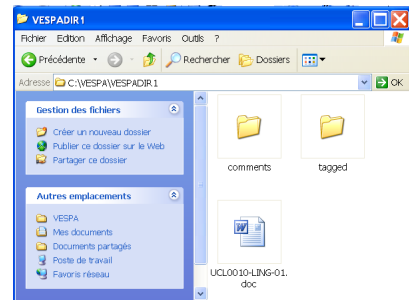 VESPADIR1
Fichier Edition Affichage Favoris Outils ?
Précédente Rechercher Dossiers
Adresse C:\VESPA\VESPADIR1 OK
Gestion des fichiers
Créer un nouveau dossier
Publier ce dossier sur le Web
Partager ce dossier
Autres emplacements
VESPA
Mes documents
Documents partagés
Poste de travail
Favoris réseau
comments tagged
UCL0010-LING-01.
doc